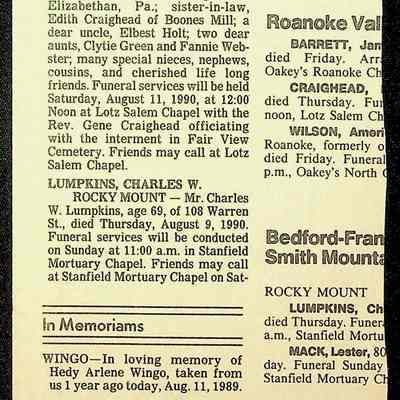 Elizabethan, Pa.; sister-in-law,
Edith Craighead of Boones Mill; a
dear uncle, Elbest Holt; two dear
aunts, Clytie Green and Fannie Web-
ster; many special nieces, nephews,
cousins, and cherished life long
friends. Funeral services will be held
Saturday, August 11, 1990, at 12:00
Noon at Lotz Salem Chapel with the
Rev. Gene Craighead officiating
with the interment in Fair View
Cemetery. Friends may call at Lotz
Salem Chapel.
LUMPKINS, CHARLES W.
ROCKY MOUNT — Mr. Charles
W. Lumpkins, age 69, of 108 Warren
St., died Thursday, August 9, 1990.
Funeral services will be conducted
on Sunday at 11:00 a.m. in Stanfield
Mortuary Chapel. Friends may call
at Stanfield Mortuary Chapel on Sat-
In Memoriams
WINGO—In loving memory of
Hedy Arlene Wingo, taken from
us 1 year ago today, Aug. 11, 1989.
Roanoke Val
BARRETT, Jam
died Friday. Arr
Oakey's Roanoke Ch
CRAIGHEAD,
died Thursday. Fun
noon, Lotz Salem Ch
WILSON, Ameri
Roanoke, formerly o
died Friday. Funeral
p.m., Oakey's North C
Bedford-Fran
Smith Mounta
ROCKY MOUNT
LUMPKINS, Ch
died Thursday. Funer
a.m., Stanfield Mortu
MACK, Lester, 80
day. Funeral Sunday
Stanfield Mortuary Ch